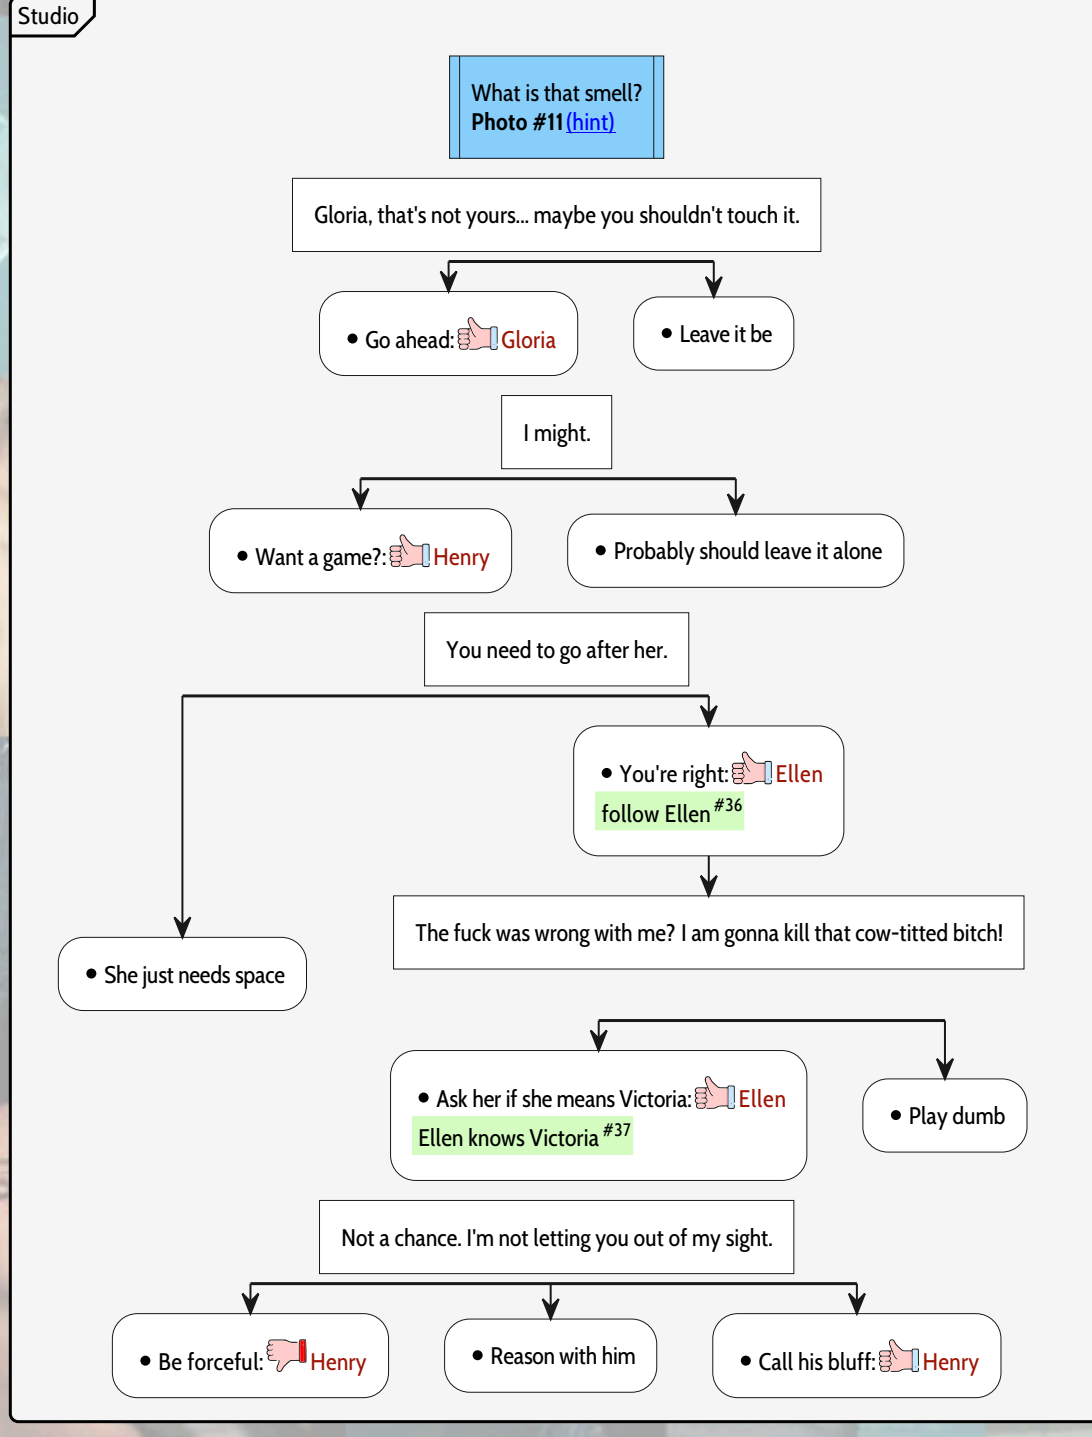 Studio
What is that smell?
Photo #11 (hint)
Gloria, that's not yours... maybe you shouldn't touch it.
• Go ahead: Gloria
• Leave it be
I might.
• Want a game?: Henry
• Probably should leave it alone
You need to go after her.
• You're right: Ellen
follow Ellen #36
The fuck was wrong with me? I am gonna kill that cow-titted bitch!
• She just needs space
• Ask her if she means Victoria: Ellen
Ellen knows Victoria #37
• Play dumb
Not a chance. I'm not letting you out of my sight.
• Be forceful: Henry
• Reason with him
• Call his bluff: Henry